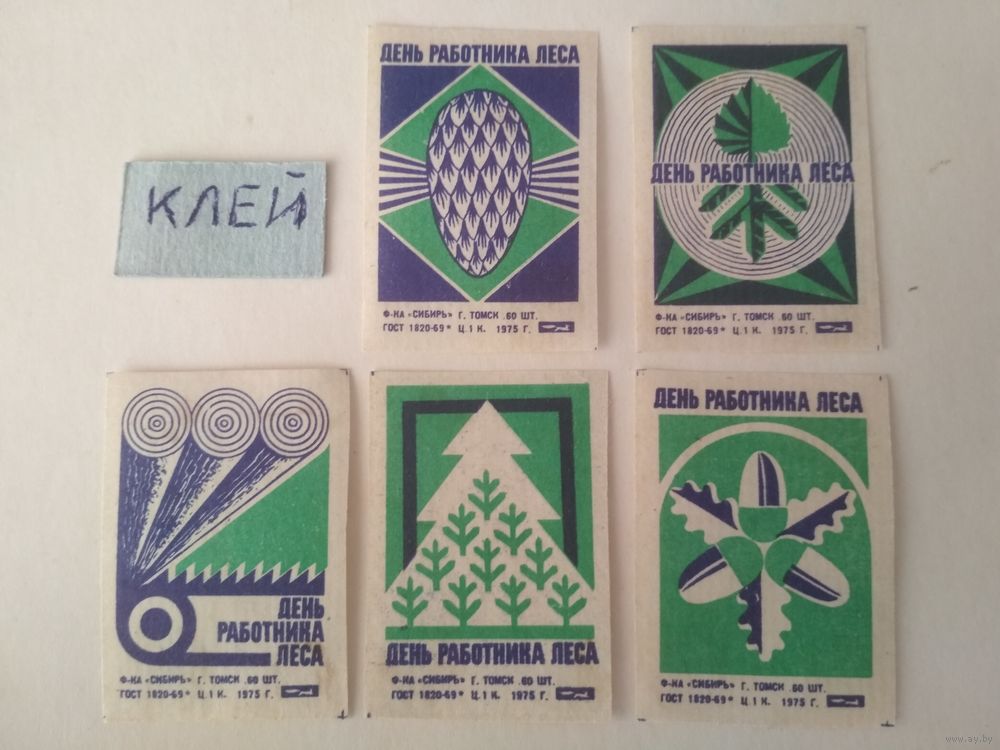 КЛЕЙ
ДЕНЬ РАБОТНИКА ЛЕСА
Ф-КА «СИБИРЬ» Г. ТОМСК .60 ШТ.
ГОСТ 1820-69* Ц.1 К. 1975 Г.
ДЕНЬ РАБОТНИКА ЛЕСА
Ф-КА «СИБИРЬ» Г. ТОМСК .60 ШТ.
ГОСТ 1820-69* Ц.1 К. 1975 Г.
ДЕНЬ
РАБОТНИКА
ЛЕСА
Ф-КА «СИБИРЬ» Г. ТОМСК .60 ШТ.
ГОСТ 1820-69* Ц.1 К. 1975 Г.
ДЕНЬ РАБОТНИКА ЛЕСА
Ф-КА «СИБИРЬ» Г. ТОМСК .60 ШТ.
ГОСТ 1820-69* Ц.1 К. 1975 Г.
ДЕНЬ РАБОТНИКА ЛЕСА
Ф-КА «СИБИРЬ» Г. ТОМСК .60 ШТ.
ГОСТ 1820-69* Ц.1 К. 1975 Г.
www.ay.by